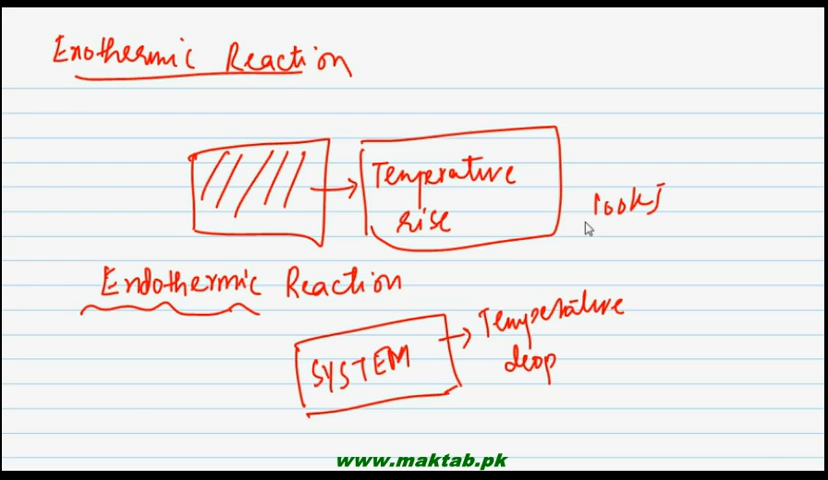 Exothermic Reaction
Temperature
rise
100kJ
Endothermic Reaction
SYSTEM
Temperature
drop
www.maktab.pk